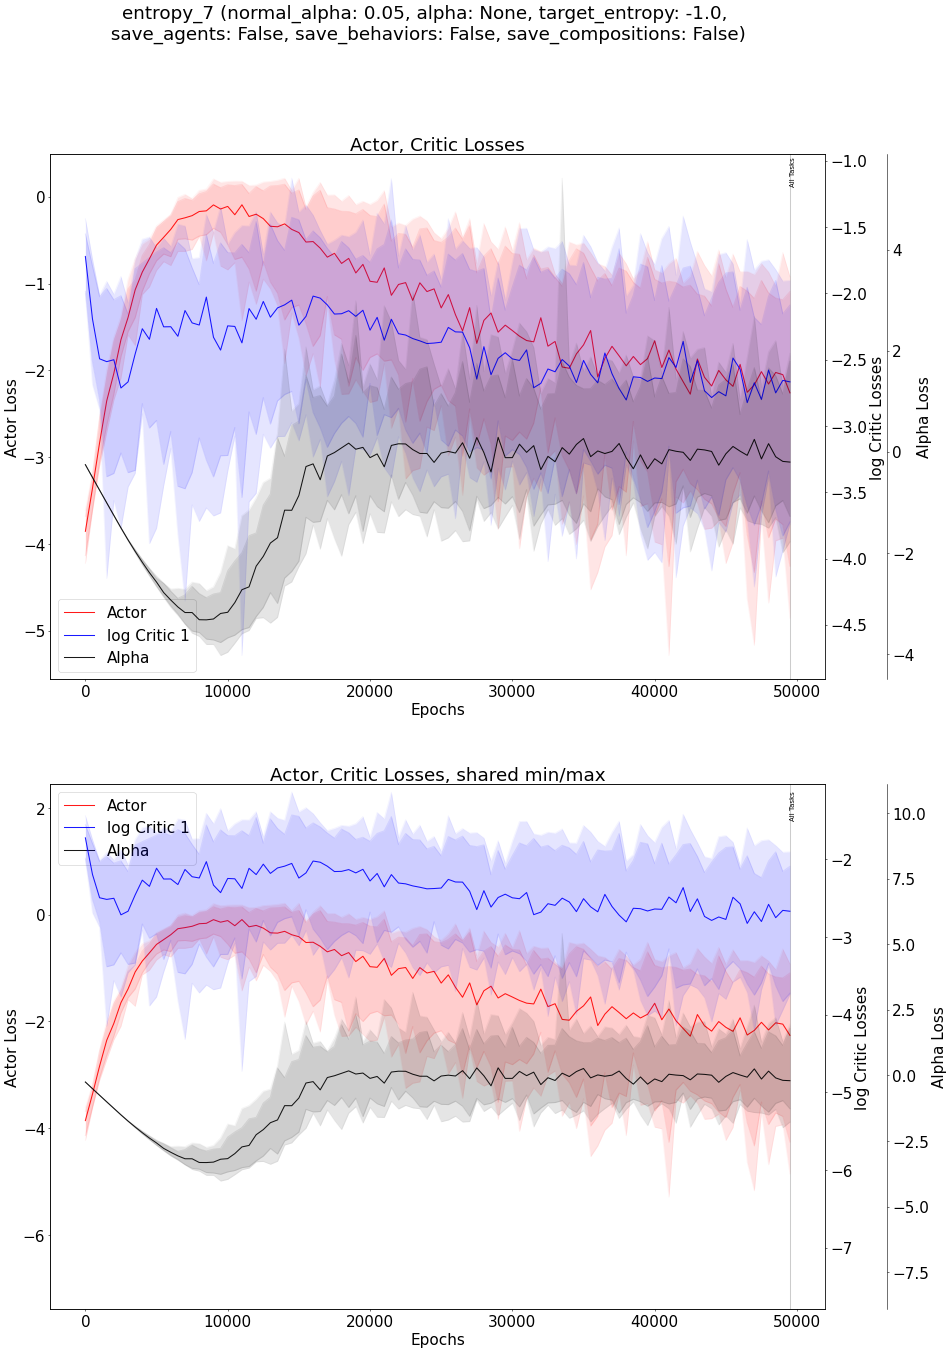 entropy_7 (normal_alpha: 0.05, alpha: None, target_entropy: -1.0,
save_agents: False, save_behaviors: False, save_compositions: False)
Actor, Critic Losses
All Tasks
0
−1
−2
−3
−4
−5
Actor Loss
−1.0
−1.5
−2.0
−2.5
−3.0
−3.5
−4.0
−4.5
log Critic Losses
4
2
0
−2
−4
Alpha Loss
Actor
log Critic 1
Alpha
0
10000
20000
30000
40000
50000
Epochs
Actor, Critic Losses, shared min/max
All Tasks
Actor
log Critic 1
Alpha
2
0
−2
−4
−6
Actor Loss
−2
−3
−4
−5
−6
−7
log Critic Losses
10.0
7.5
5.0
2.5
0.0
−2.5
−5.0
−7.5
Alpha Loss
0
10000
20000
30000
40000
50000
Epochs